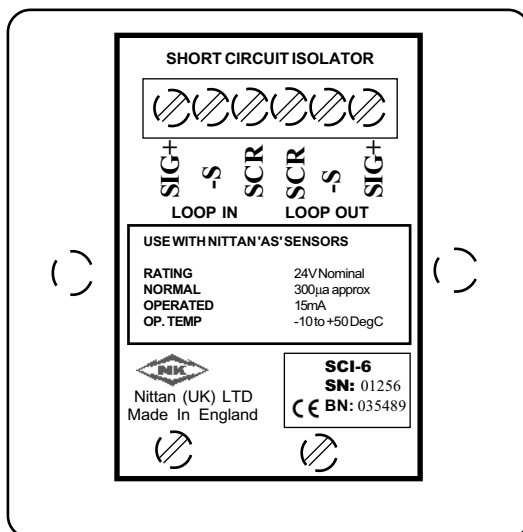 SHORT CIRCUIT ISOLATOR
SIG+ -S SCR SCR -S SIG+
LOOP IN LOOP OUT
USE WITH NITTAN 'AS' SENSORS
RATING 24V Nominal
NORMAL 300µa approx
OPERATED 15mA
OP. TEMP -10 to +50 DegC
NK
Nittan (UK) LTD
Made In England
SCI-6
SN: 01256
CE BN: 035489